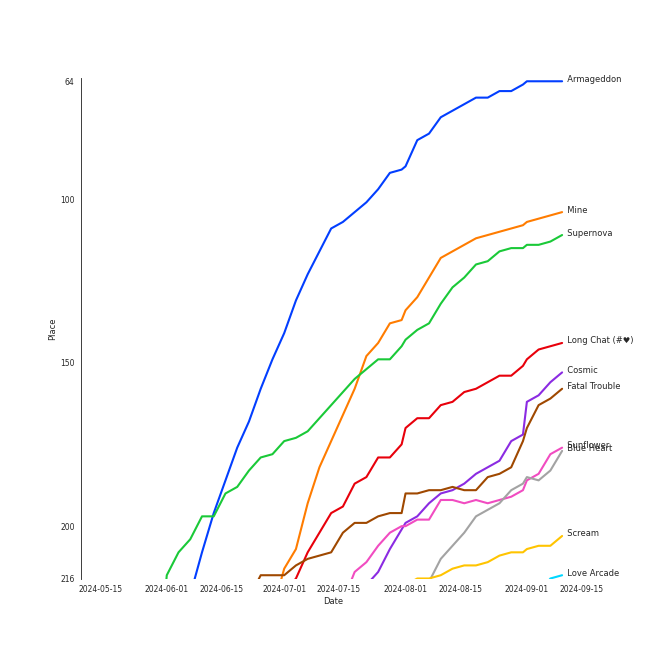 64
Armageddon
100
Mine
Supernova
Place
Long Chat (#♥)
150
Cosmic
Fatal Trouble
Sunflower
Blue Heart
200
Scream
Love Arcade
216
2024-05-15 2024-06-01 2024-06-15 2024-07-01 2024-07-15 2024-08-01 2024-08-15 2024-09-01 2024-09-15
Date